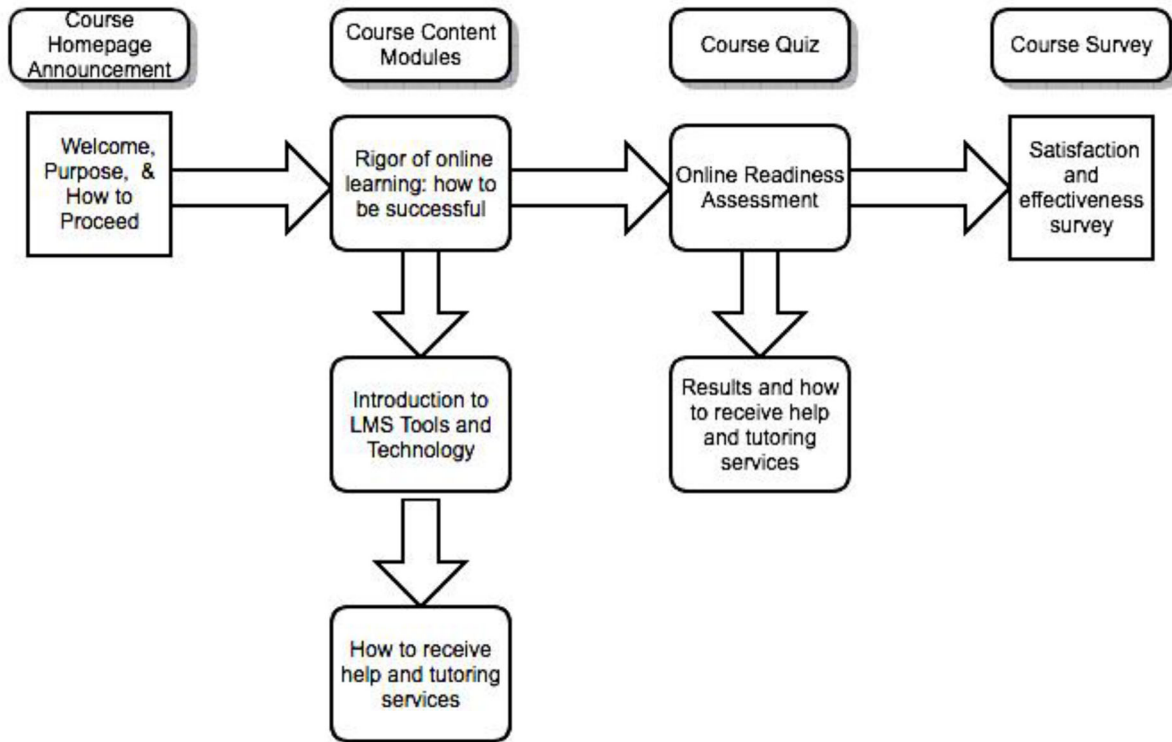 Course
Homepage
Announcement
Course Content
Modules
Course Quiz
Course Survey
Welcome,
Purpose, &
How to
Proceed
Rigor of online
learning: how to
be successful
Online Readiness
Assessment
Satisfaction
and
effectiveness
survey
Introduction to
LMS Tools and
Technology
Results and how
to receive help
and tutoring
services
How to receive
help and tutoring
services